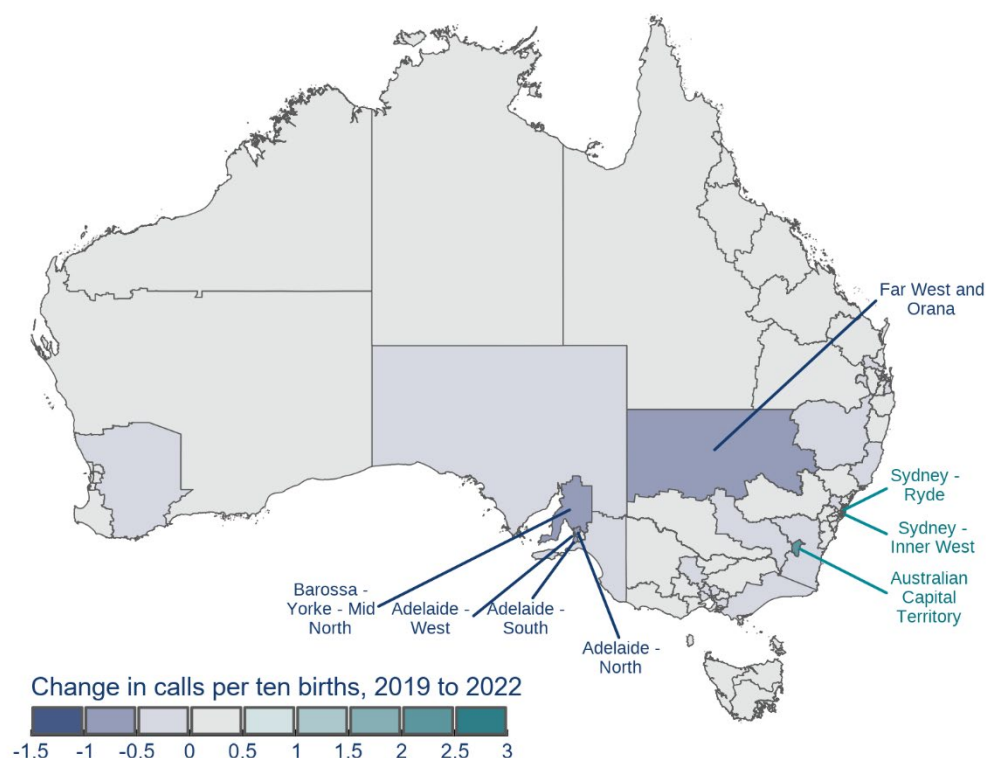 Far West and
Orana
Sydney -
Ryde
Sydney -
Inner West
Australian
Capital
Territory
Barossa -
Yorke - Mid
North
Adelaide -
West
Adelaide -
South
Adelaide -
North
Change in calls per ten births, 2019 to 2022
-1.5 -1 -0.5 0 0.5 1 1.5 2 2.5 3